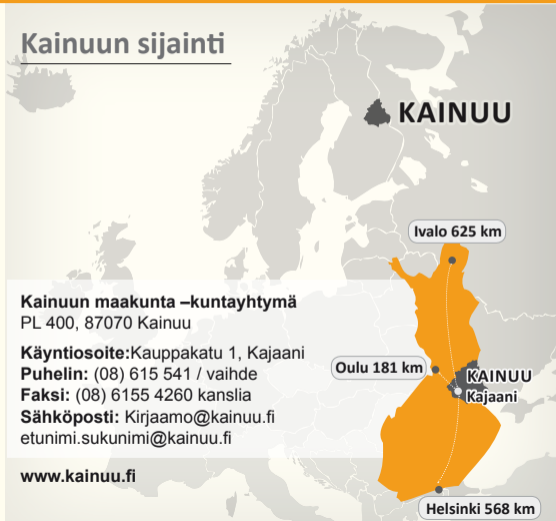 Kainuun sijainti
KAINUU
Ivalo 625 km
Kainuun maakunta –kuntayhtymä
PL 400, 87070 Kainuu
Käyntiosoite:Kauppakatu 1, Kajaani
Puhelin: (08) 615 541 / vaihde
Faksi: (08) 6155 4260 kanslia
Sähköposti: Kirjaamo@kainuu.fi
etunimi.sukunimi@kainuu.fi
www.kainuu.fi
Oulu 181 km
KAINUU
Kajaani
Helsinki 568 km